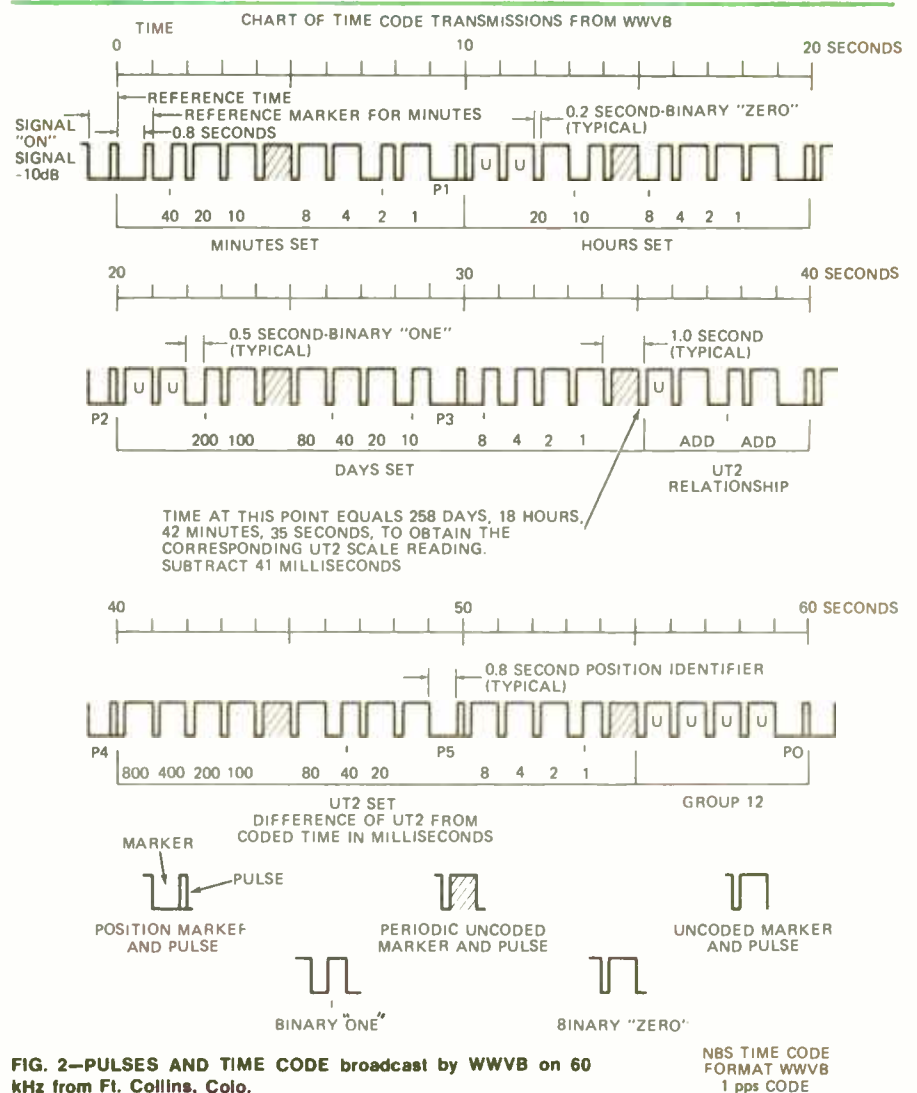 CHART OF TIME CODE TRANSMISSIONS FROM WWVB
TIME
0 10 20 SECONDS
REFERENCE TIME
REFERENCE MARKER FOR MINUTES
0.8 SECONDS
0.2 SECOND-BINARY "ZERO"
(TYPICAL)
SIGNAL
"ON"
SIGNAL
-10dB
U U
P1
40 20 10 8 4 2 1 20 10 8 4 2 1
MINUTES SET HOURS SET
20 30 40 SECONDS
0.5 SECOND-BINARY "ONE"
(TYPICAL)
1.0 SECOND
(TYPICAL)
U U U
P2 P3
200 100 80 40 20 10 8 4 2 1 ADD ADD
DAYS SET
UT2
RELATIONSHIP
TIME AT THIS POINT EQUALS 258 DAYS, 18 HOURS,
42 MINUTES, 35 SECONDS, TO OBTAIN THE
CORRESPONDING UT2 SCALE READING.
SUBTRACT 41 MILLISECONDS
40 50 60 SECONDS
0.8 SECOND POSITION IDENTIFIER
(TYPICAL)
U U U U
P4 P5 PO
800 400 200 100 80 40 20 8 4 2 1
UT2 SET
DIFFERENCE OF UT2 FROM
CODED TIME IN MILLISECONDS
GROUP 12
MARKER
PULSE
POSITION MARKER
AND PULSE
PERIODIC UNCODED
MARKER AND PULSE
UNCODED MARKER
AND PULSE
BINARY "ONE"
BINARY "ZERO"
FIG. 2—PULSES AND TIME CODE broadcast by WWVB on 60
kHz from Ft. Collins, Colo.
NBS TIME CODE
FORMAT WWVB
1 pps CODE